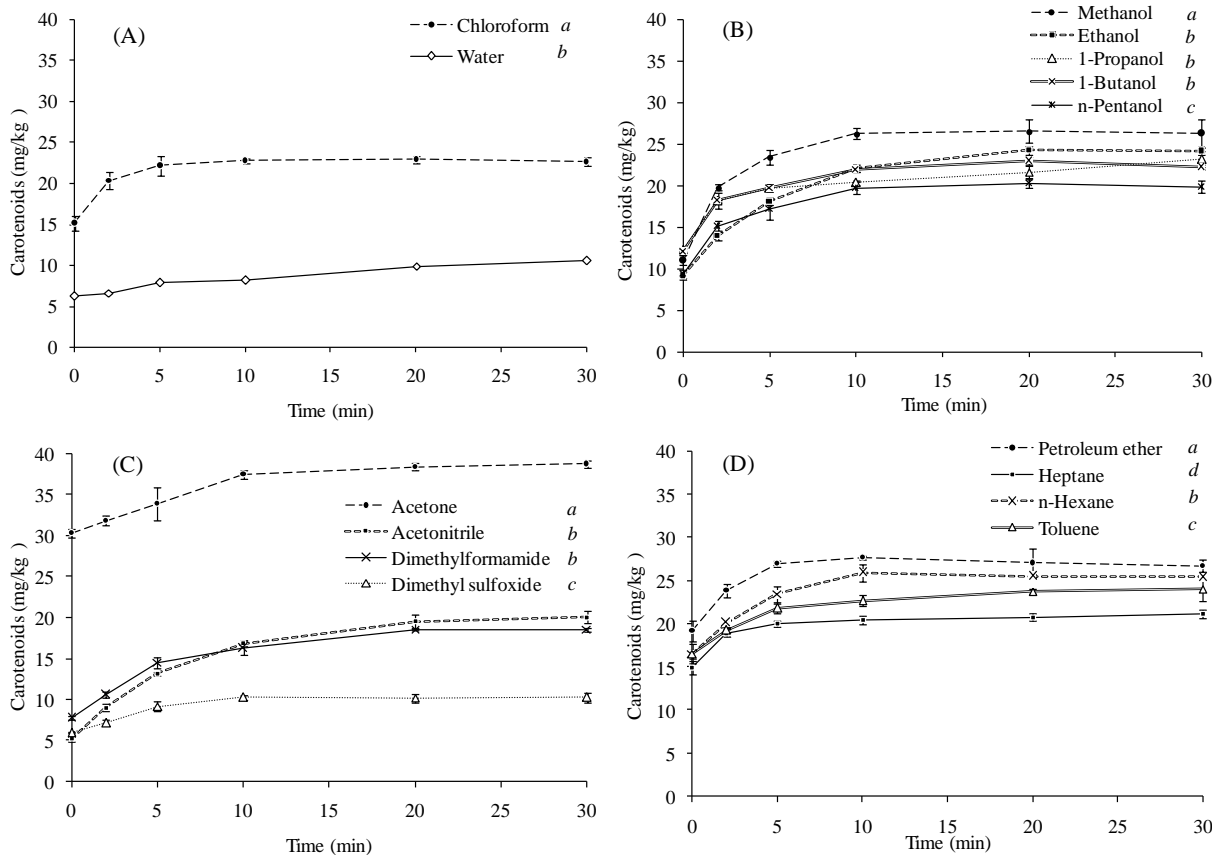 (A)
Chloroform a
Water b
Carotenoids (mg/kg )
40
35
30
25
20
15
10
5
0
0 5 10 15 20 25 30
Time (min)
(B)
Methanol a
Ethanol b
1-Propanol b
1-Butanol b
n-Pentanol c
Carotenoids (mg/kg)
40
35
30
25
20
15
10
5
0
0 5 10 15 20 25 30
Time (min)
(C)
Acetone a
Acetonitrile b
Dimethylformamide b
Dimethyl sulfoxide c
Carotenoids (mg/kg )
40
35
30
25
20
15
10
5
0
0 5 10 15 20 25 30
Time (min)
(D)
Petroleum ether a
Heptane d
n-Hexane b
Toluene c
Carotenoids (mg/kg )
40
35
30
25
20
15
10
5
0
0 5 10 15 20 25 30
Time (min)